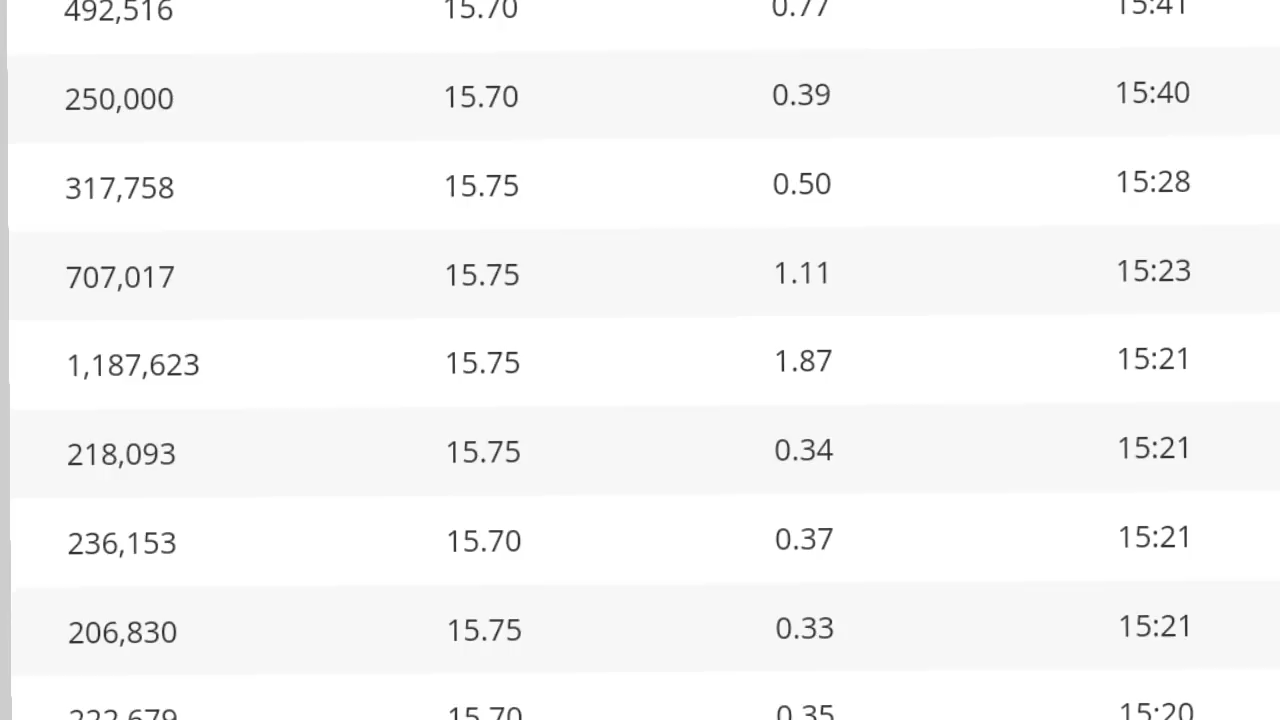 492,516 15.70 0.77 15:41
250,000 15.70 0.39 15:40
317,758 15.75 0.50 15:28
707,017 15.75 1.11 15:23
1,187,623 15.75 1.87 15:21
218,093 15.75 0.34 15:21
236,153 15.70 0.37 15:21
206,830 15.75 0.33 15:21
222,679 15.70 0.35 15:20